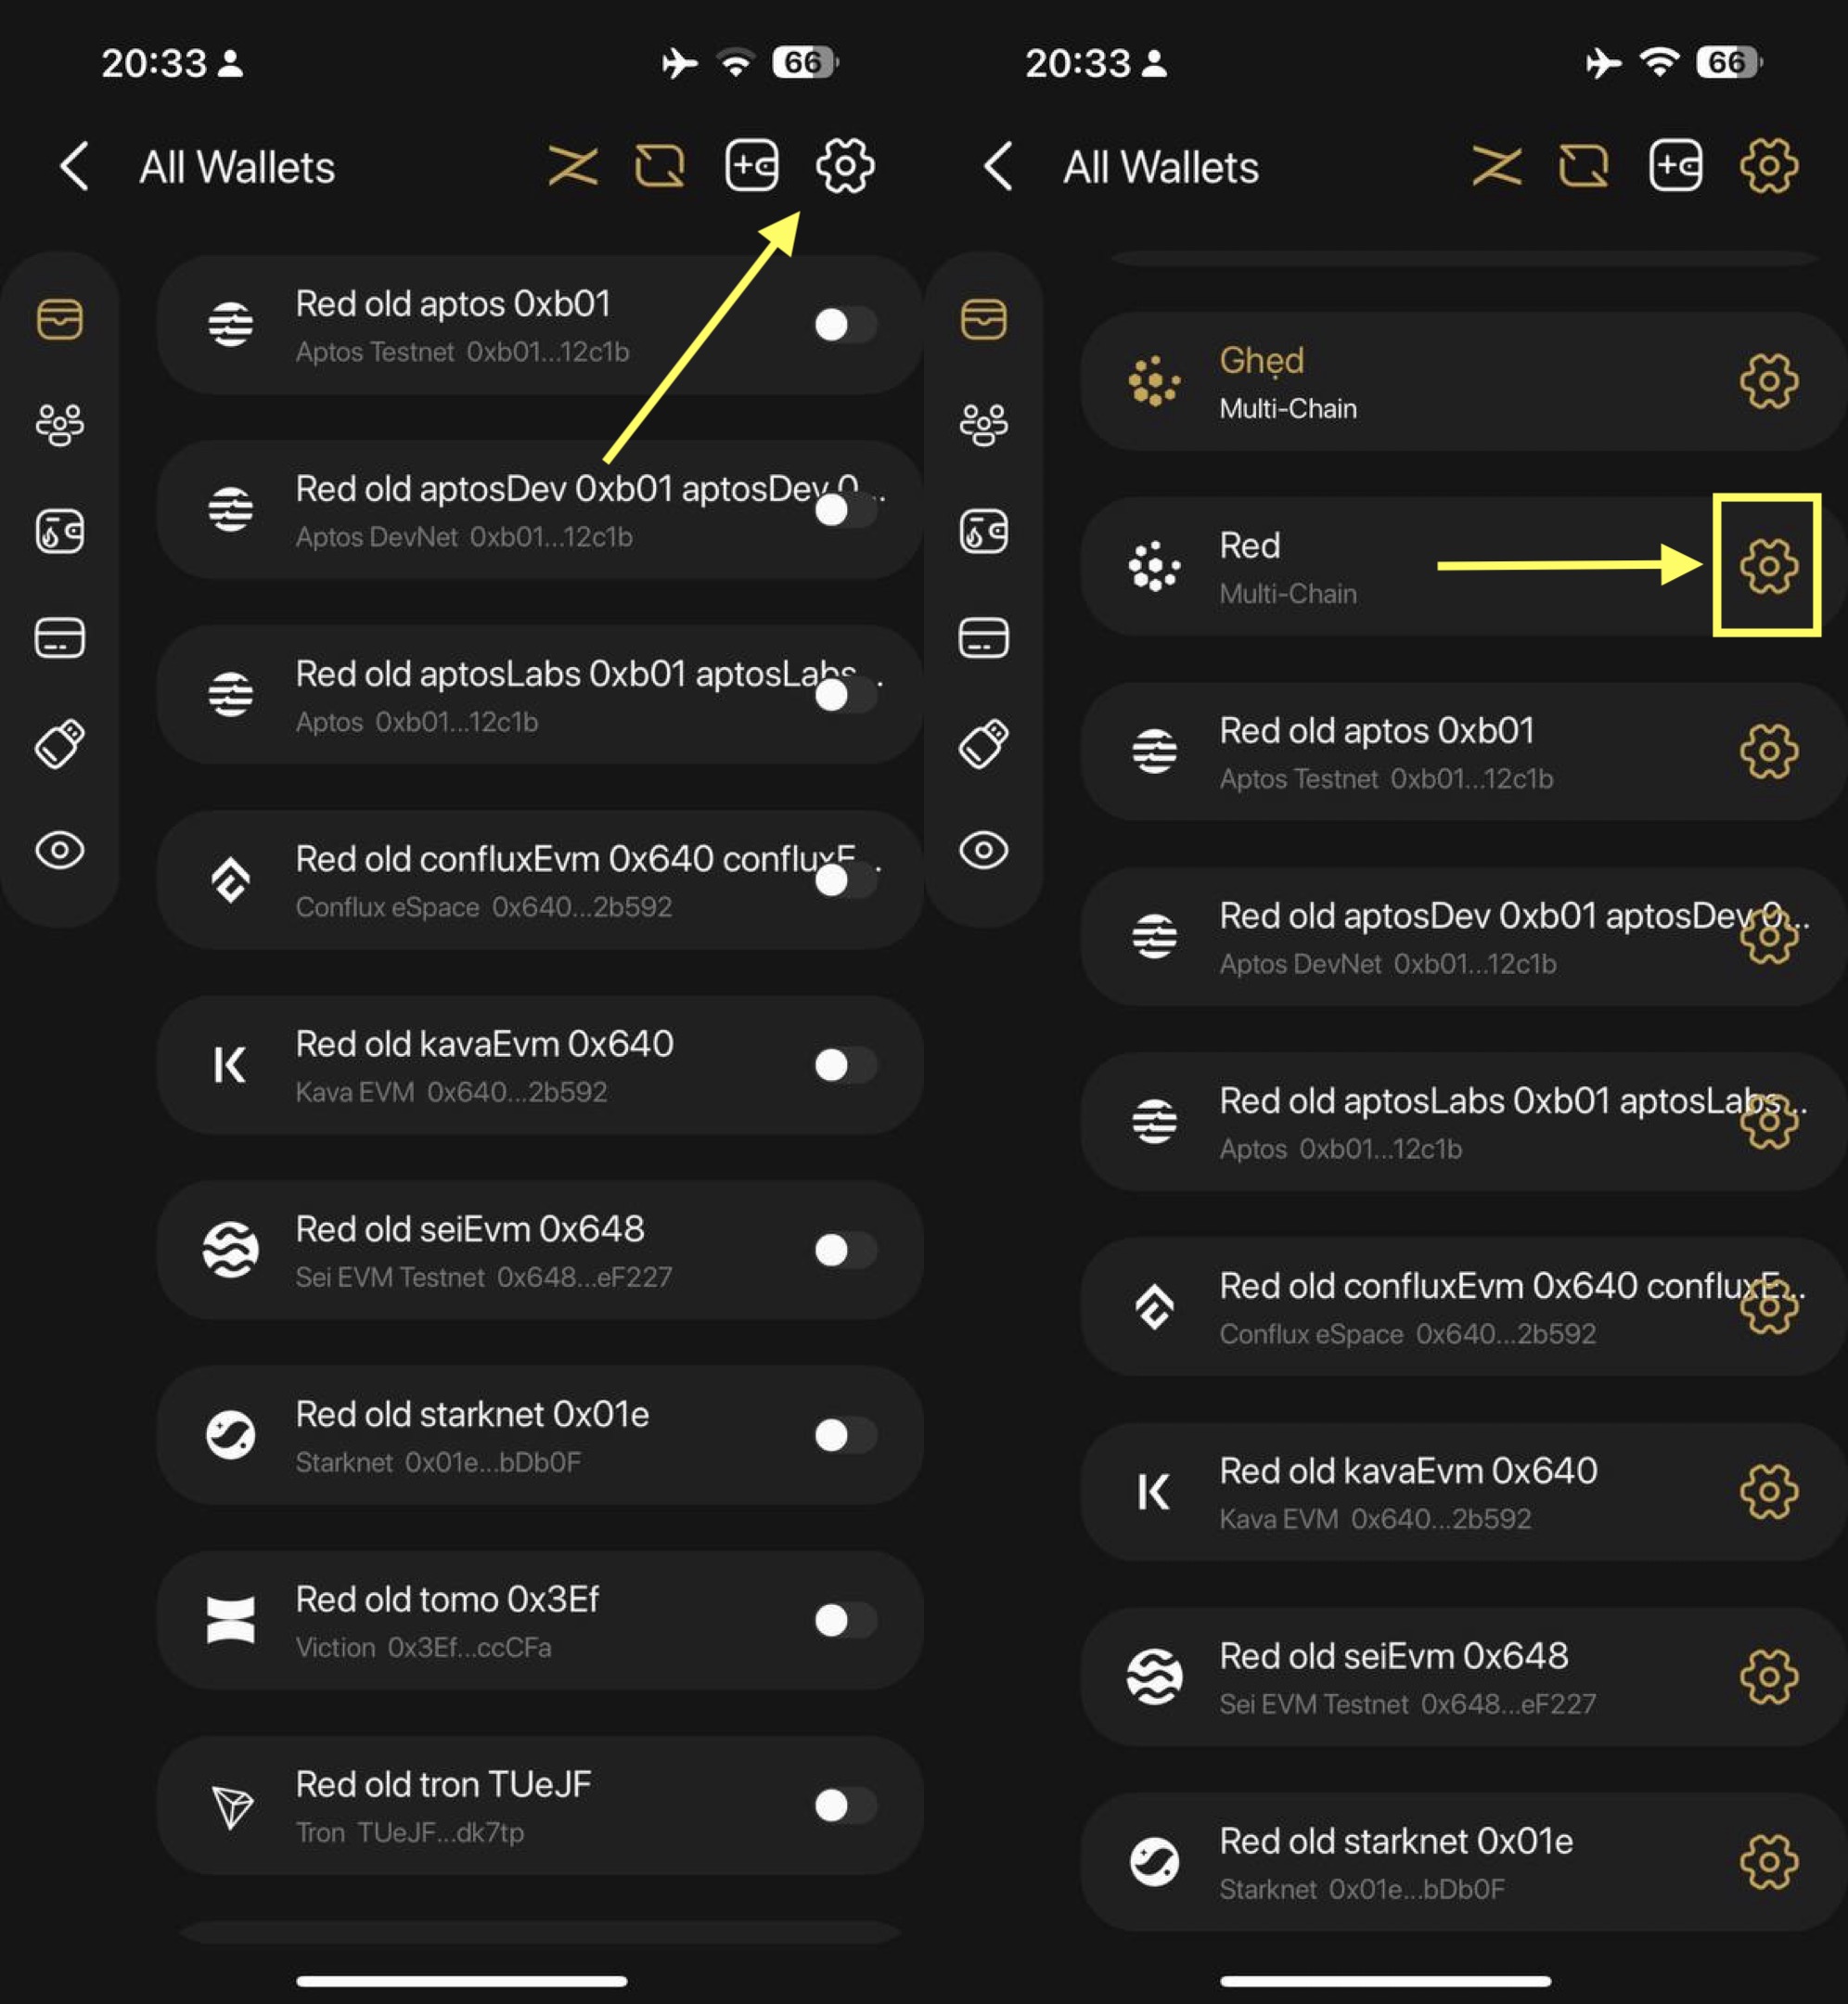 20:33
66
All Wallets
Red old aptos 0xb01
Aptos Testnet 0xb01...12c1b
Red old aptosDev 0xb01 aptosDev 0...
Aptos DevNet 0xb01...12c1b
Red old aptosLabs 0xb01 aptosLabs...
Aptos 0xb01...12c1b
Red old confluxEvm 0x640 confluxE...
Conflux eSpace 0x640...2b592
Red old kavaEvm 0x640
Kava EVM 0x640...2b592
Red old seiEvm 0x648
Sei EVM Testnet 0x648...eF227
Red old starknet 0x01e
Starknet 0x01e...bDb0F
Red old tomo 0x3Ef
Viction 0x3Ef...ccCFa
Red old tron TUeJF
Tron TUeJF...dk7tp
20:33
66
All Wallets
Ghẹd
Multi-Chain
Red
Multi-Chain
Red old aptos 0xb01
Aptos Testnet 0xb01...12c1b
Red old aptosDev 0xb01 aptosDev 0...
Aptos DevNet 0xb01...12c1b
Red old aptosLabs 0xb01 aptosLabs...
Aptos 0xb01...12c1b
Red old confluxEvm 0x640 confluxE...
Conflux eSpace 0x640...2b592
Red old kavaEvm 0x640
Kava EVM 0x640...2b592
Red old seiEvm 0x648
Sei EVM Testnet 0x648...eF227
Red old starknet 0x01e
Starknet 0x01e...bDb0F